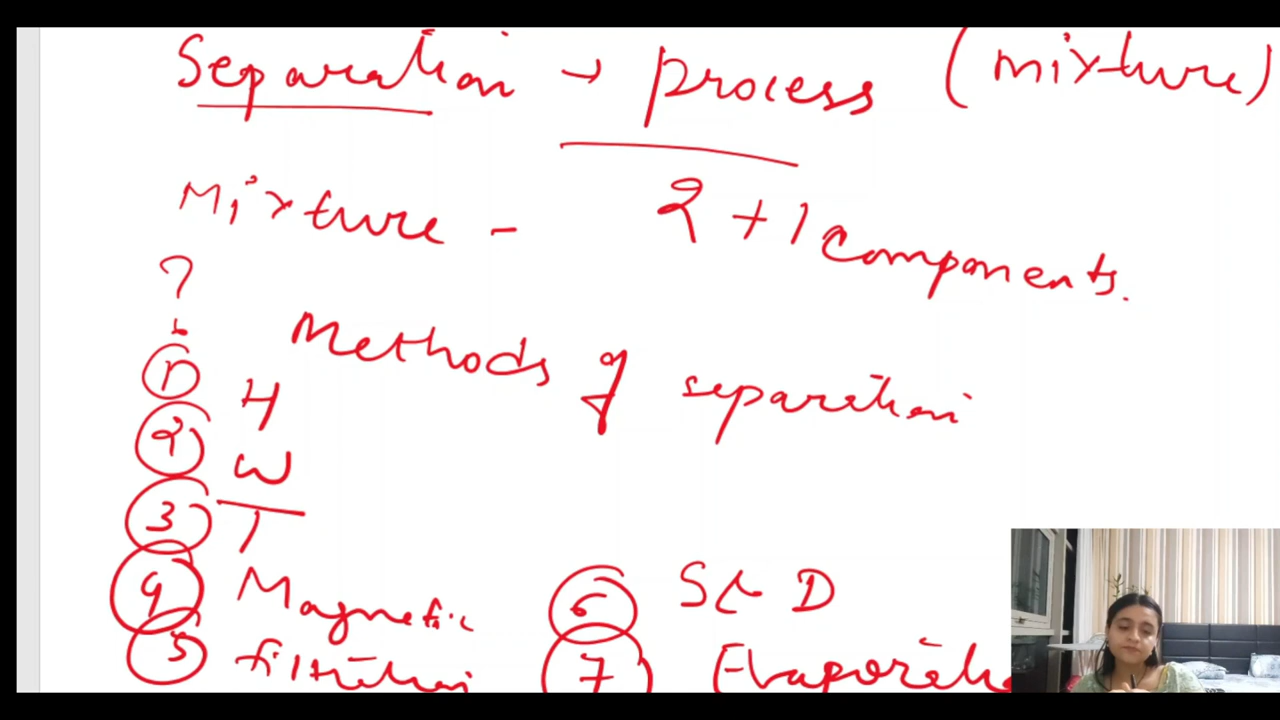 Separation → process (mixture)
Mixture - 2 + 1 components.
?
Methods of separation
1 H
2 W
3 T
4 Magnetic
5 filtration
6 S & D
7 Evaporatio